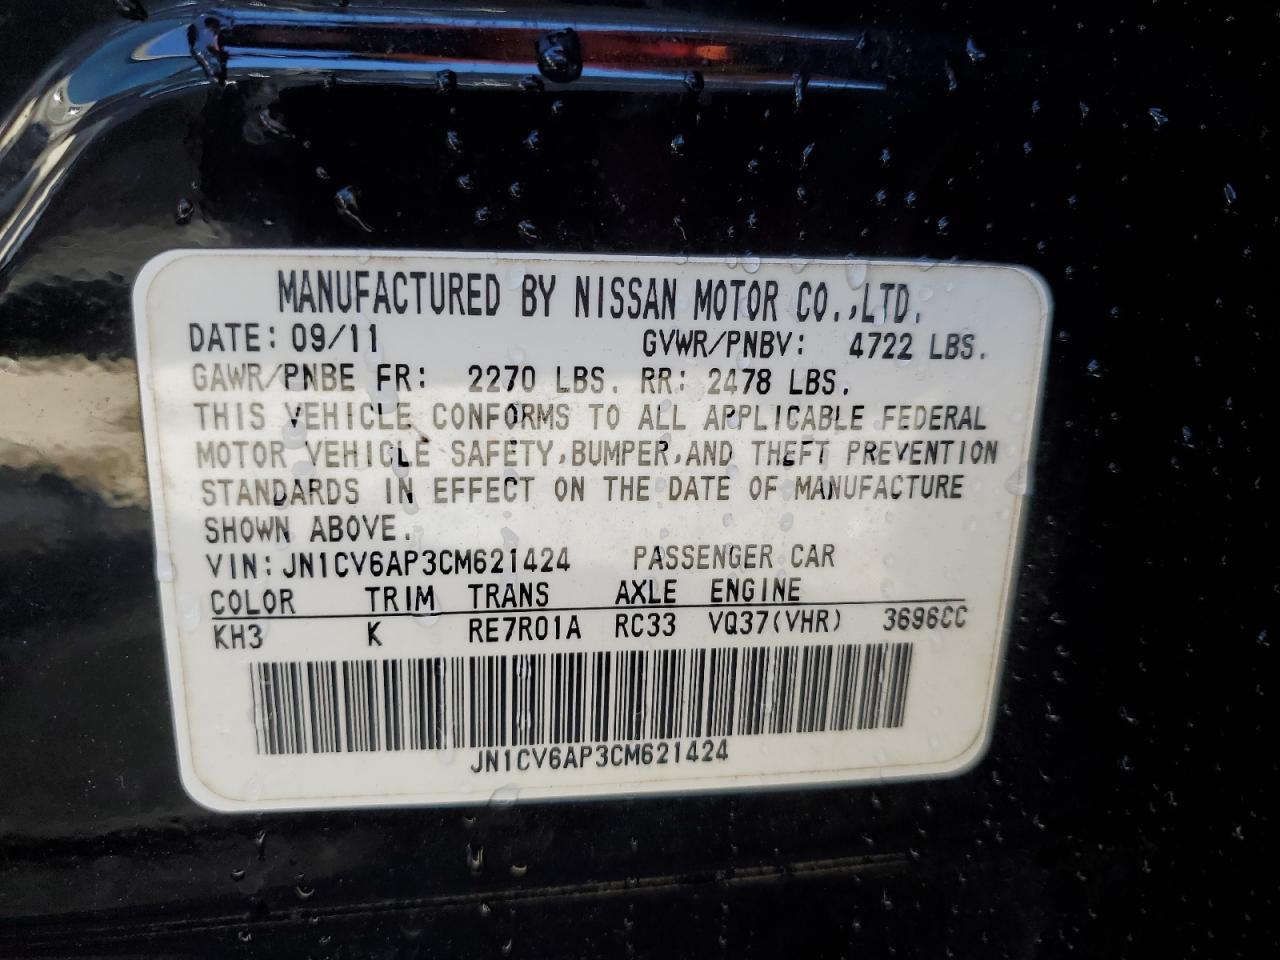 MANUFACTURED BY NISSAN MOTOR CO.,LTD.
DATE: 09/11 GVWR/PNBV: 4722 LBS.
GAWR/PNBE FR: 2270 LBS. RR: 2478 LBS.
THIS VEHICLE CONFORMS TO ALL APPLICABLE FEDERAL
MOTOR VEHICLE SAFETY,BUMPER,AND THEFT PREVENTION
STANDARDS IN EFFECT ON THE DATE OF MANUFACTURE
SHOWN ABOVE.
VIN:JN1CV6AP3CM621424 PASSENGER CAR
COLOR TRIM TRANS AXLE ENGINE
KH3 K RE7R01A RC33 VQ37(VHR) 3696CC
JN1CV6AP3CM621424